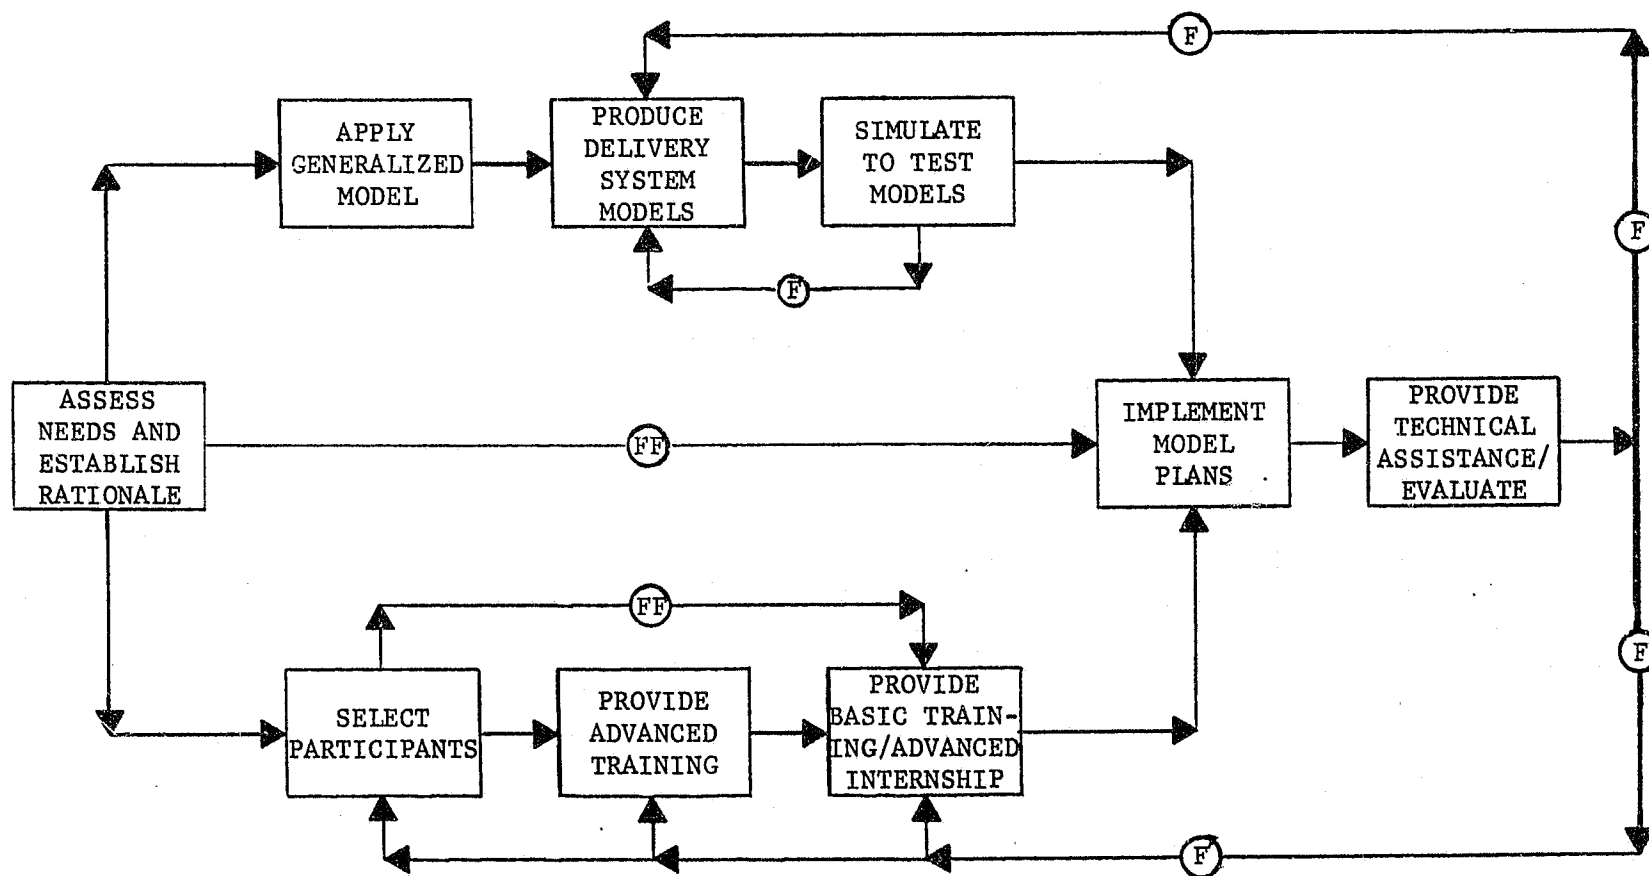 F
APPLY
GENERALIZED
MODEL
PRODUCE
DELIVERY
SYSTEM
MODELS
SIMULATE
TO TEST
MODELS
F
F
ASSESS
NEEDS AND
ESTABLISH
RATIONALE
FF
IMPLEMENT
MODEL
PLANS
PROVIDE
TECHNICAL
ASSISTANCE/
EVALUATE
FF
F
SELECT
PARTICIPANTS
PROVIDE
ADVANCED
TRAINING
PROVIDE
BASIC TRAIN-
ING/ADVANCED
INTERNSHIP
F